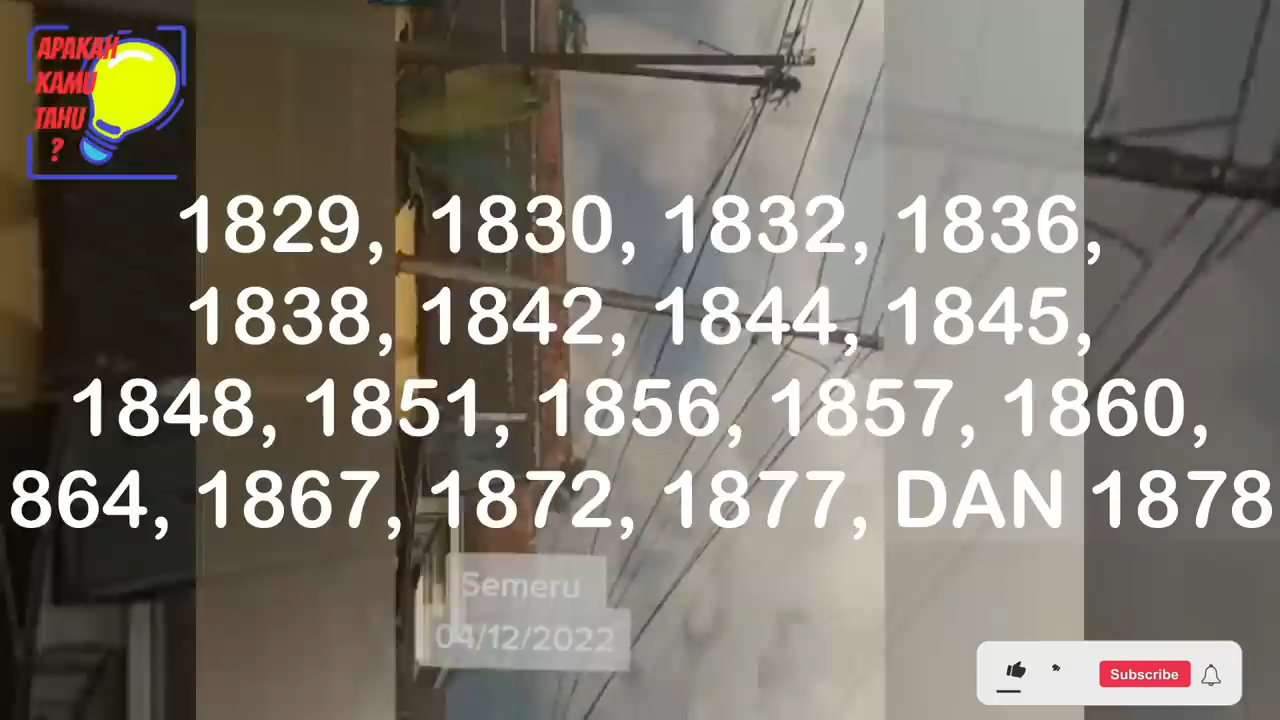 APAKAH
KAMU
TAHU
?
1829, 1830, 1832, 1836,
1838, 1842, 1844, 1845,
1848, 1851, 1856, 1857, 1860,
864, 1867, 1872, 1877, DAN 1878
Semeru
04/12/2022
Subscribe